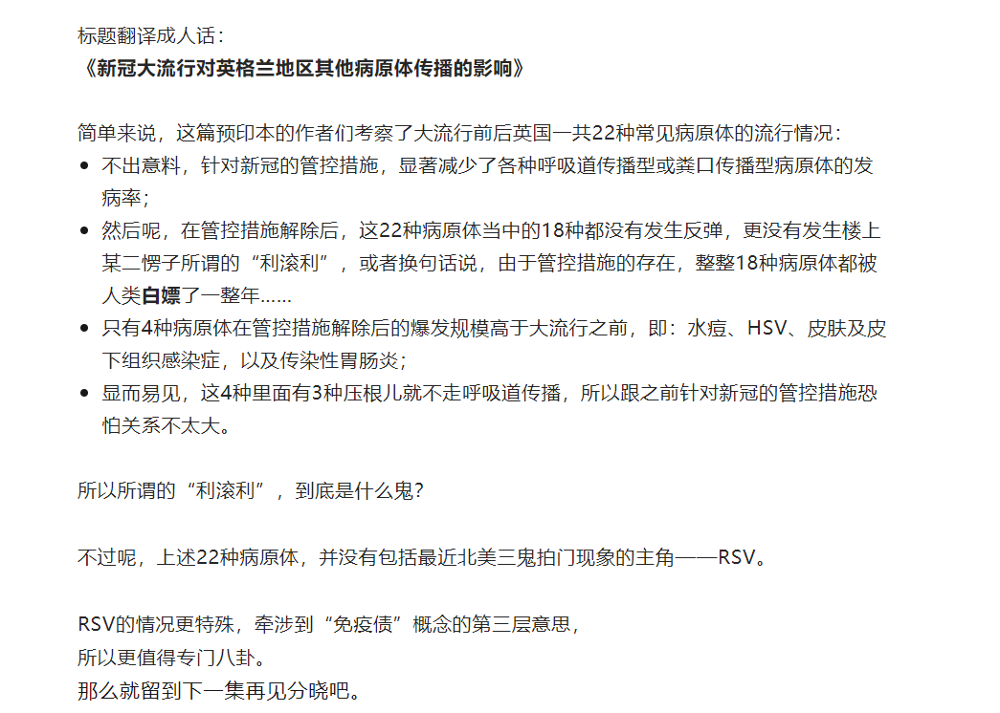 标题翻译成人话：
《新冠大流行对英格兰地区其他病原体传播的影响》
简单来说，这篇预印本的作者们考察了大流行前后英国一共22种常见病原体的流行情况：
• 不出意料，针对新冠的管控措施，显著减少了各种呼吸道传播型或粪口传播型病原体的发
病率；
• 然后呢，在管控措施解除后，这22种病原体当中的18种都没有发生反弹，更没有发生楼上
某二愣子所谓的“利滚利”，或者换句话说，由于管控措施的存在，整整18种病原体都被
人类白嫖了一整年……
• 只有4种病原体在管控措施解除后的爆发规模高于大流行之前，即：水痘、HSV、皮肤及皮
下组织感染症，以及传染性胃肠炎；
• 显而易见，这4种里面有3种压根儿就不走呼吸道传播，所以跟之前针对新冠的管控措施恐
怕关系不太大。
所以所谓的“利滚利”，到底是什么鬼？
不过呢，上述22种病原体，并没有包括最近北美三鬼拍门现象的主角——RSV。
RSV的情况更特殊，牵涉到“免疫债”概念的第三层意思，
所以更值得专门八卦。
那么就留到下一集再见分晓吧。